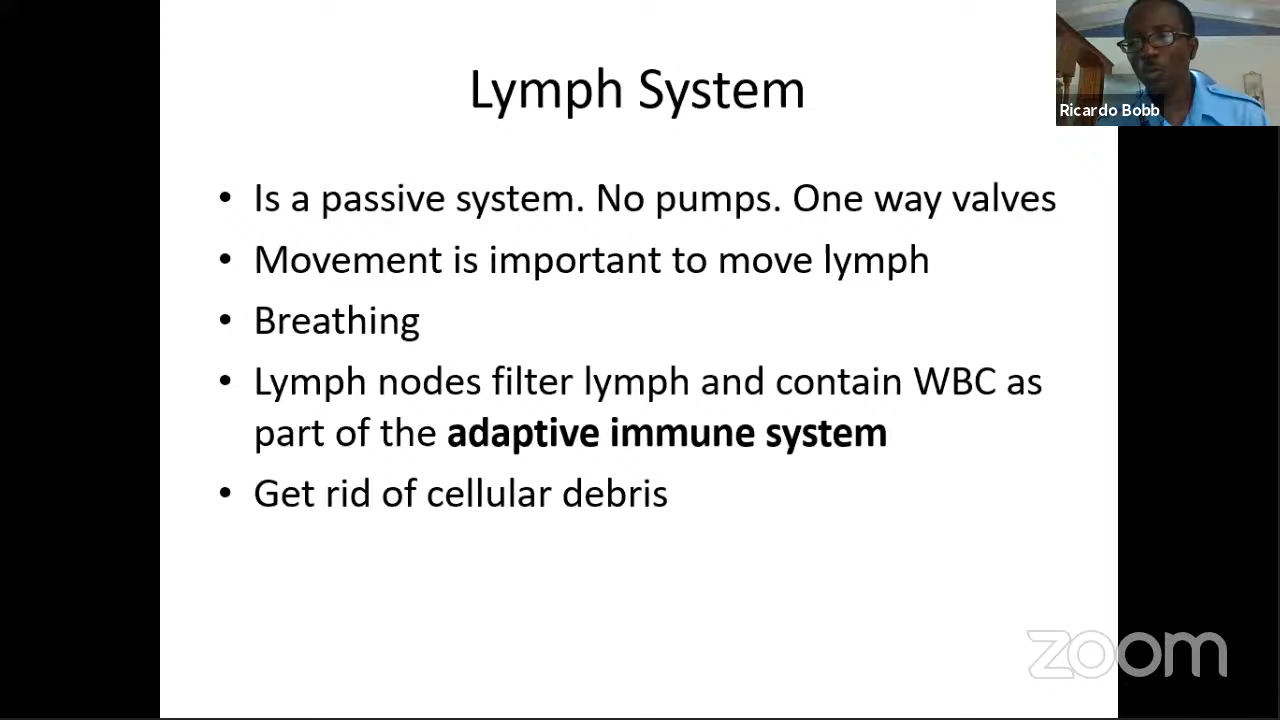 Lymph System
Ricardo Bobb
• Is a passive system. No pumps. One way valves
• Movement is important to move lymph
• Breathing
• Lymph nodes filter lymph and contain WBC as
part of the adaptive immune system
• Get rid of cellular debris
zoom